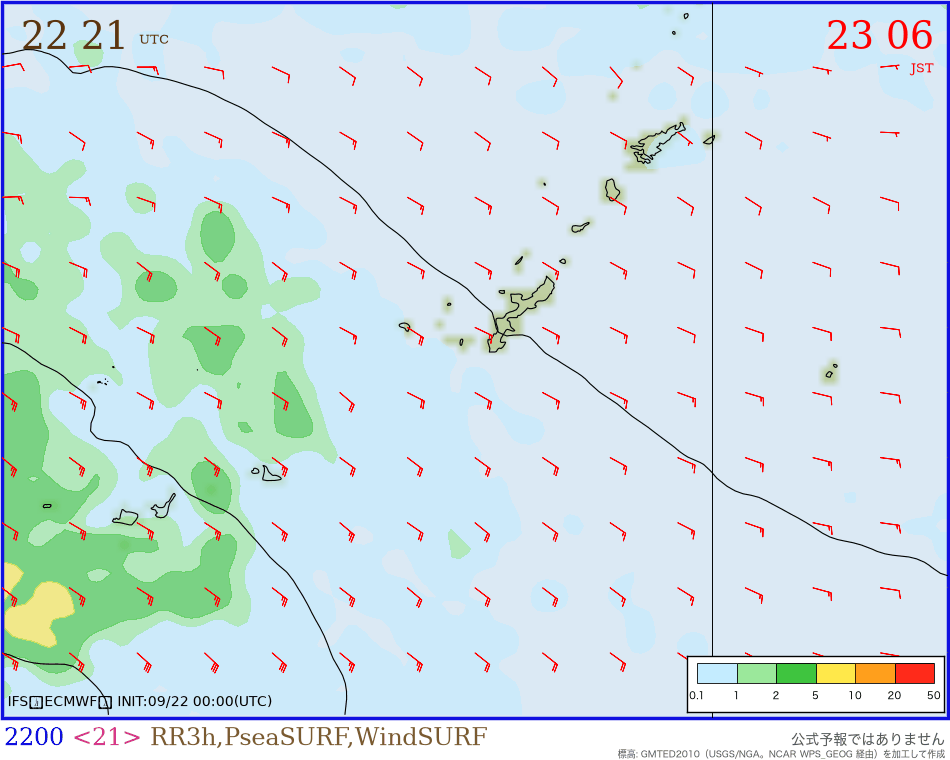 22 21 UTC
23 06
JST
0.1 1 2 5 10 20 50
IFS ECMWF INIT:09/22 00:00(UTC)
2200 <21> RR3h,PseaSURF,WindSURF
公式予報ではありません
標高: GMTED2010（USGS/NGA。NCAR WPS_GEOG 経由）を加工して作成